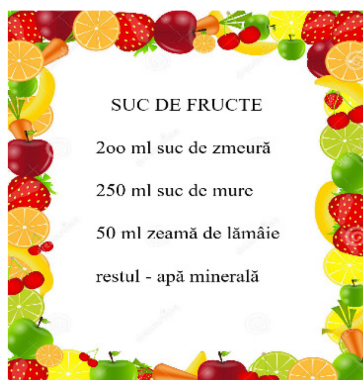 SUC DE FRUCTE
2oo ml suc de zmeură
250 ml suc de mure
50 ml zeamă de lămâie
restul - apă minerală